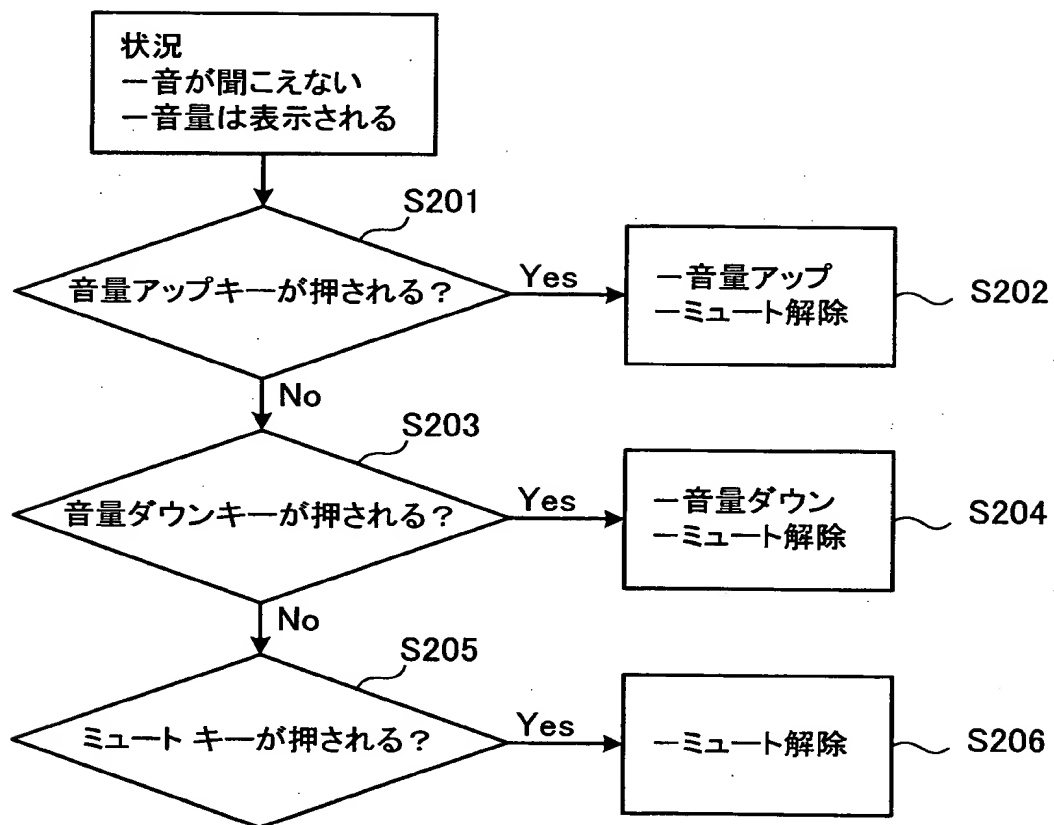 状況
ー音が聞こえない
ー音量は表示される
S201
音量アップキーが押される？
Yes
ー音量アップ
ーミュート解除
S202
No
S203
音量ダウンキーが押される？
Yes
ー音量ダウン
ーミュート解除
S204
No
S205
ミュート キーが押される？
Yes
ーミュート解除
S206